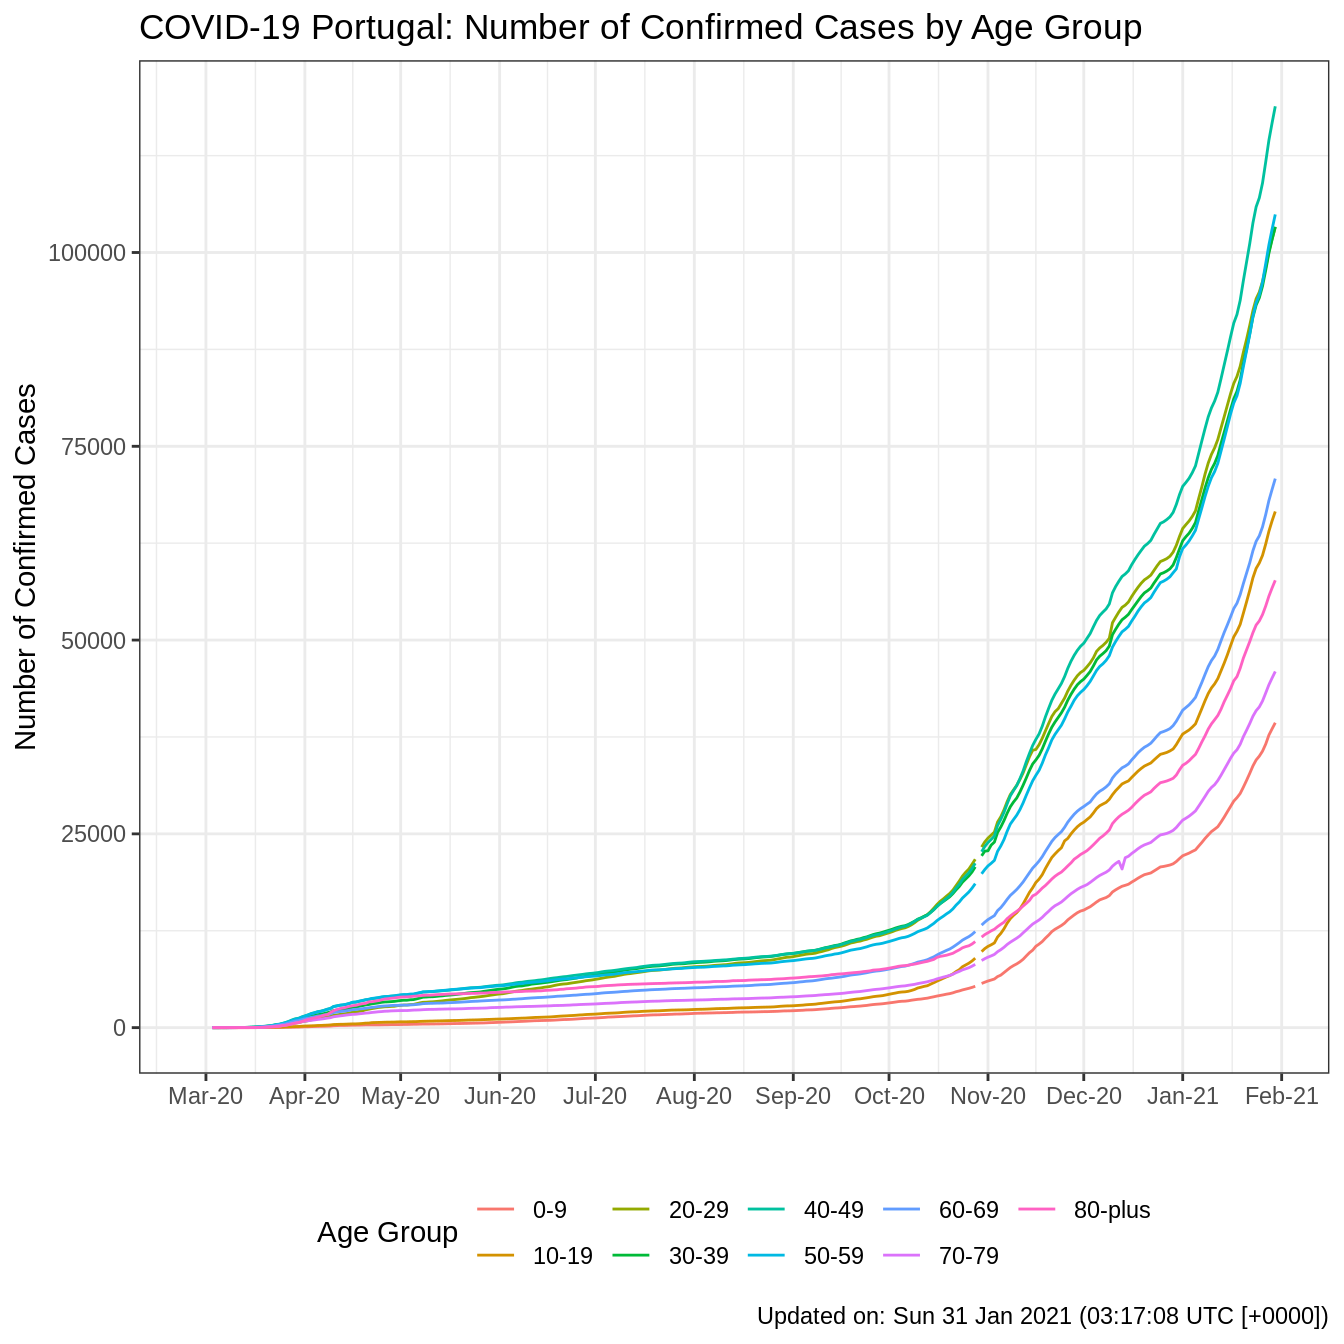 COVID-19 Portugal: Number of Confirmed Cases by Age Group
Number of Confirmed Cases
100000
75000
50000
25000
0
Mar-20 Apr-20 May-20 Jun-20 Jul-20 Aug-20 Sep-20 Oct-20 Nov-20 Dec-20 Jan-21 Feb-21
Age Group
0-9 20-29 40-49 60-69 80-plus
10-19 30-39 50-59 70-79
Updated on: Sun 31 Jan 2021 (03:17:08 UTC [+0000])